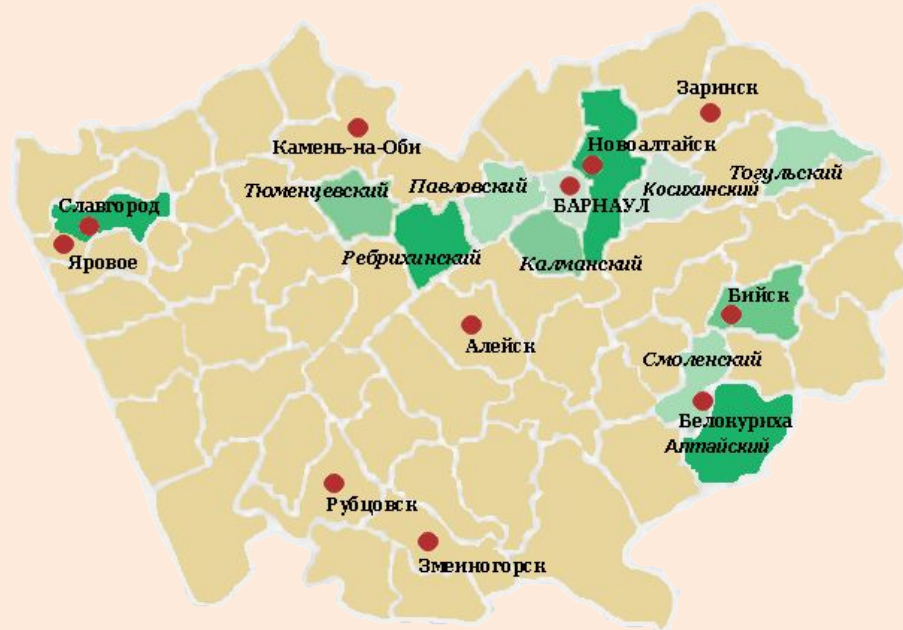 Заринск
Камень-на-Оби
Новоалтайск
Тюменцевский
Павловский
Косихинский
Тогульский
Славгород
БАРНАУЛ
Яровое
Ребрихинский
Калманский
Бийск
Алейск
Смоленский
Белокуриха
Алтайский
Рубцовск
Змеиногорск